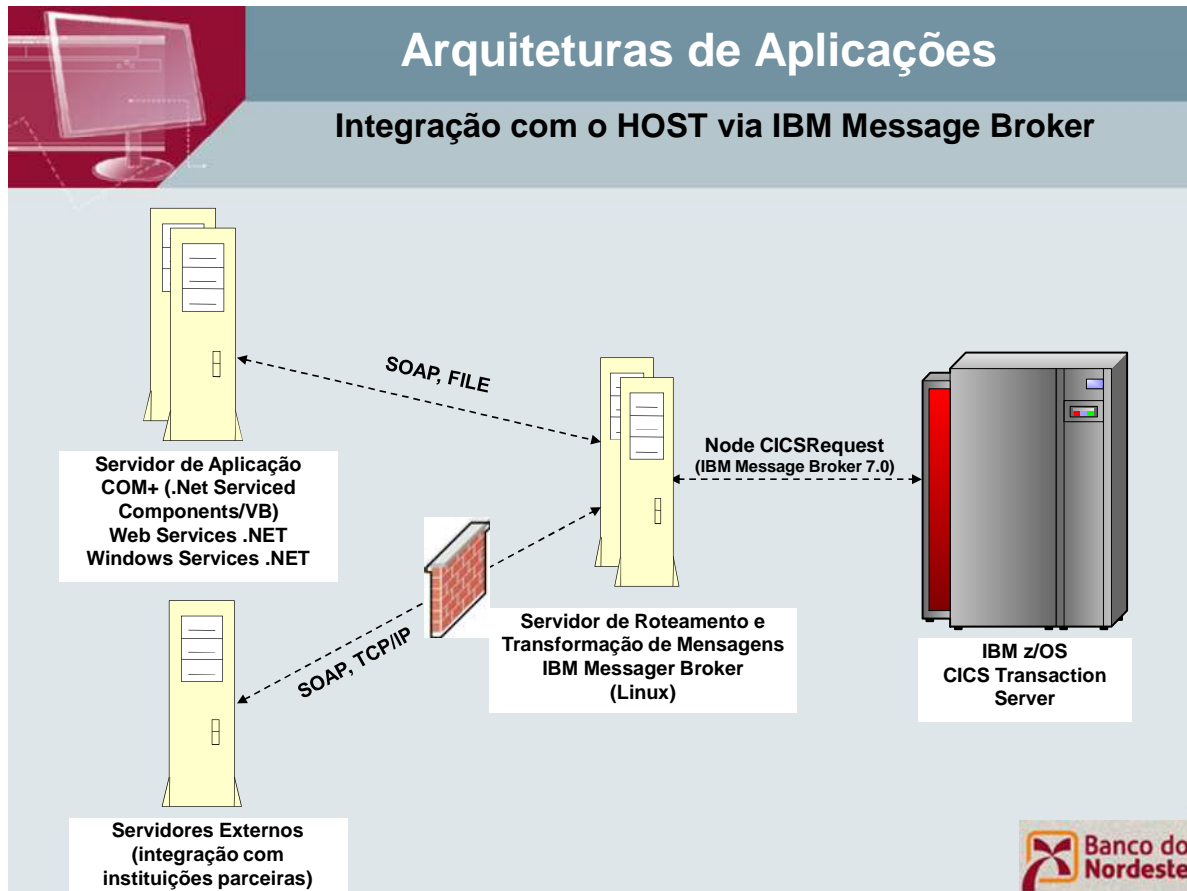 Arquiteturas de Aplicações
Integração com o HOST via IBM Message Broker
SOAP, FILE
Node CICSRequest
(IBM Message Broker 7.0)
Servidor de Aplicação
COM+ (.Net Serviced
Components/VB)
Web Services .NET
Windows Services .NET
SOAP, TCP/IP
Servidor de Roteamento e
Transformação de Mensagens
IBM Messager Broker
(Linux)
IBM z/OS
CICS Transaction
Server
Servidores Externos
(integração com
instituições parceiras)
Banco do
Nordeste